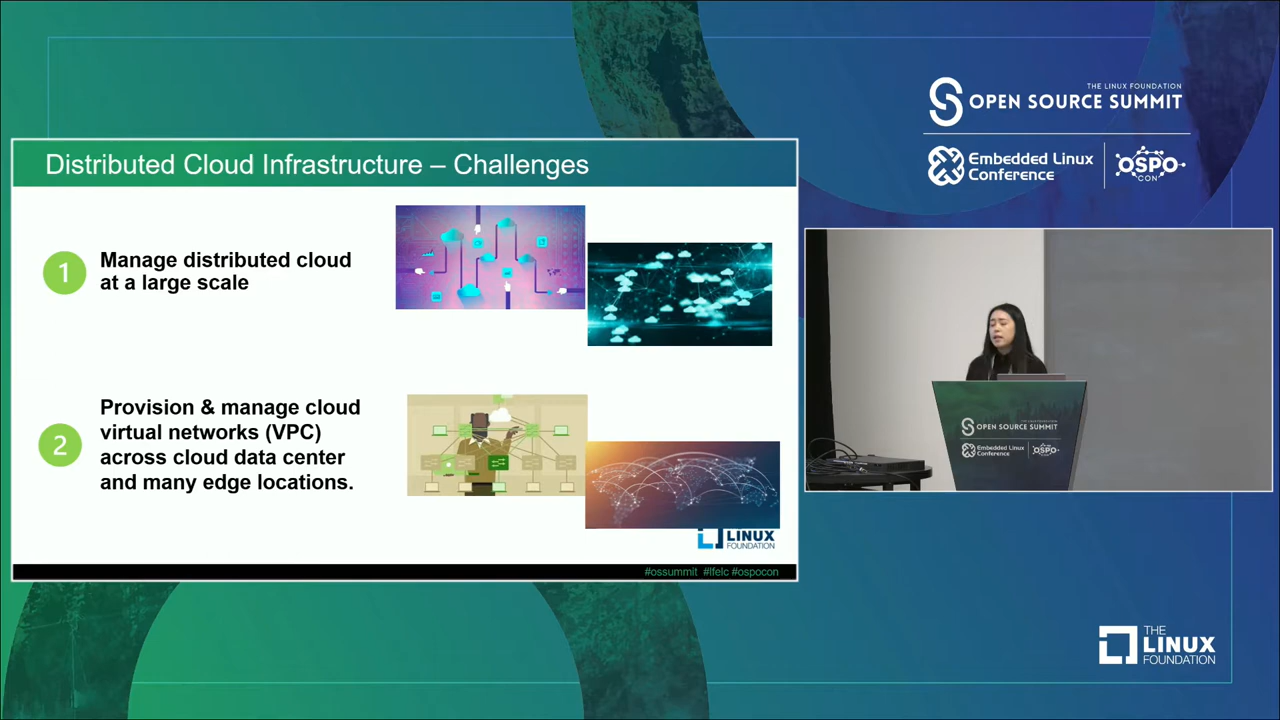 THE LINUX FOUNDATION
OPEN SOURCE SUMMIT
Embedded Linux
Conference
OSPO
CON
Distributed Cloud Infrastructure – Challenges
1
Manage distributed cloud
at a large scale
2
Provision & manage cloud
virtual networks (VPC)
across cloud data center
and many edge locations.
LINUX
FOUNDATION
#ossummit #lfelc #ospocon
OPEN SOURCE SUMMIT
Embedded Linux
Conference
OSPO
THE
LINUX
FOUNDATION